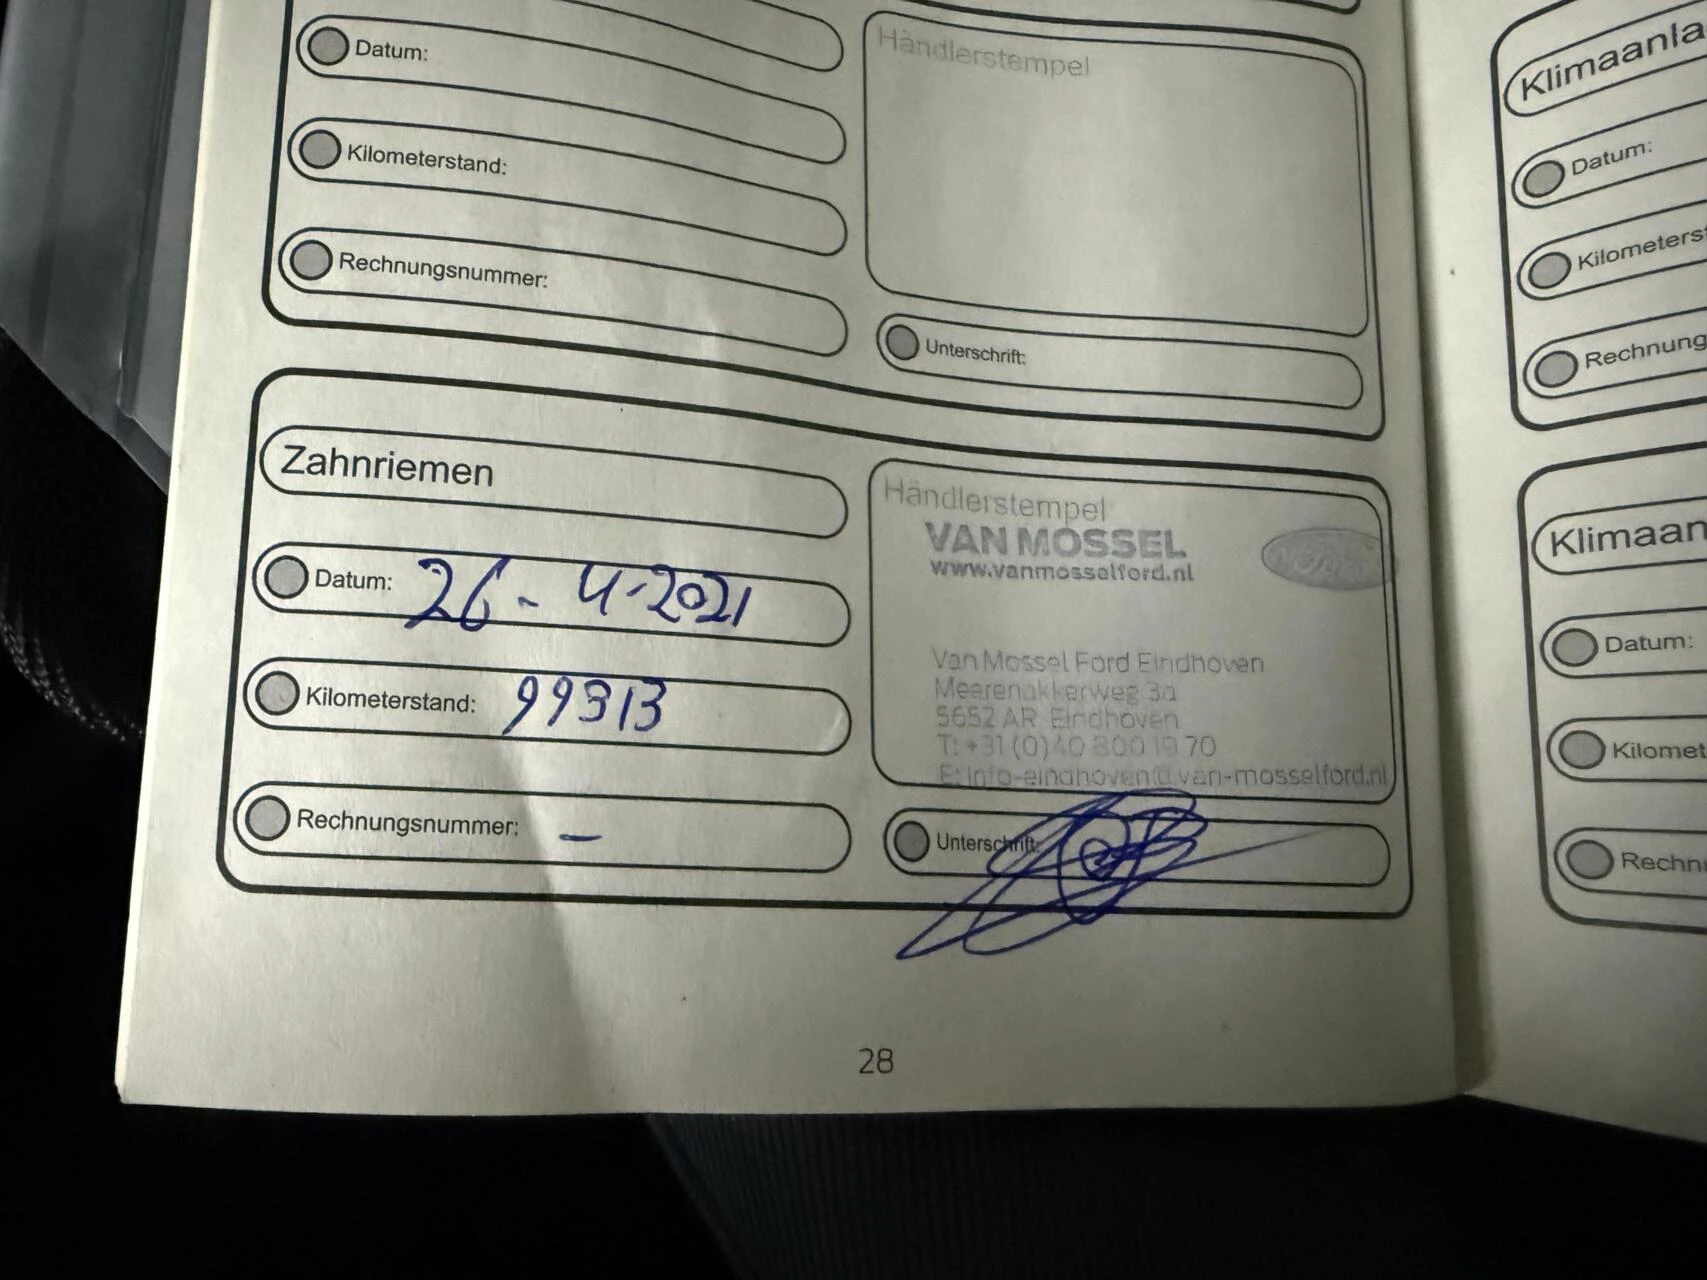 Datum:
Kilometerstand:
Rechnungsnummer:
Händlerstempel
Unterschrift:
Zahnriemen
Datum: 26-4-2021
Kilometerstand: 99313
Rechnungsnummer: -
Händlerstempel
VAN MOSSEL
www.vanmosselford.nl
Ford
Van Mossel Ford Eindhoven
Meerenakkerweg 3a
5652 AR Eindhoven
T: +31 (0)40 800 19 70
E: info-eindhoven@van-mosselford.nl
Unterschrift:
28
Klimaanla
Datum:
Kilometerst
Rechnung
Klimaan
Datum:
Kilomet
Rechn